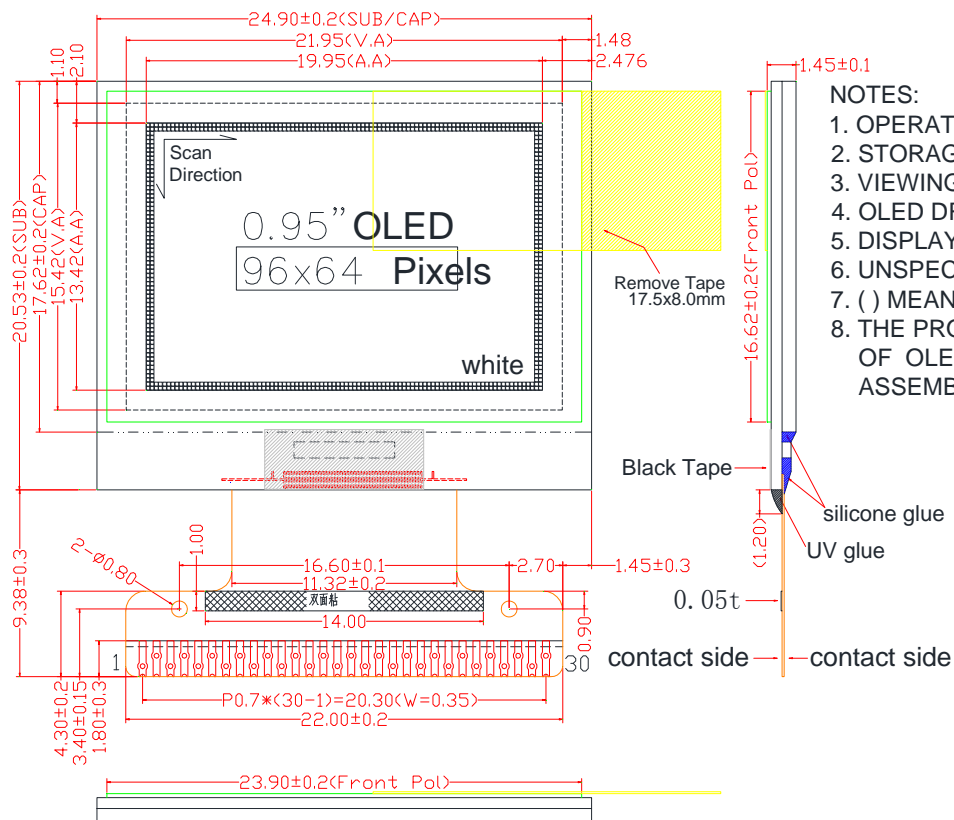 24.90±0.2(SUB/CAP)
21.95(V.A)
1.48
19.95(A.A)
2.476
1.10
2.10
20.53±0.2(SUB)
17.62±0.2(CAP)
15.42(V.A)
13.42(A.A)
Scan
Direction
0.95” OLED
96x64 Pixels
white
Remove Tape
17.5x8.0mm
1.45±0.1
16.62±0.2(Front Pol)
NOTES:
1. OPERAT
2. STORAG
3. VIEWING
4. OLED DR
5. DISPLAY
6. UNSPEC
7. ( ) MEAN
8. THE PRO
OF OLE
ASSEMB
Black Tape
silicone glue
(1.20)
UV glue
0.05t
contact side
contact side
9.38±0.3
2-Ø0.80
1.00
16.60±0.1
2.70
1.45±0.3
11.32±0.2
双面粘
14.00
0.90
1
30
P0.7*(30-1)=20.30(W=0.35)
22.00±0.2
4.30±0.2
3.40±0.15
1.80±0.3
23.90±0.2(Front Pol)